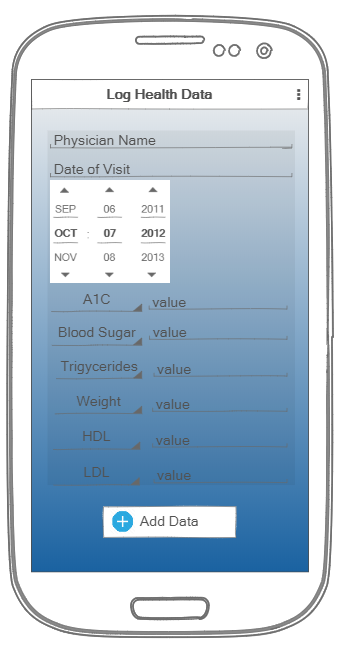 Log Health Data
Physician Name
Date of Visit
SEP 06 2011
OCT : 07 2012
NOV 08 2013
A1C value
Blood Sugar value
Trigycerides value
Weight value
HDL value
LDL value
Add Data